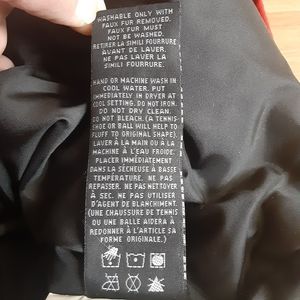 WASHABLE ONLY WITH
FAUX FUR REMOVED.
FAUX FUR MUST
NOT BE WASHED.
RETIRER LA SIMILI FOURRURE
AVANT DE LAVER.
NE PAS LAVER LA
SIMILI FOURRURE.
HAND OR MACHINE WASH IN
COOL WATER. PUT
IMMEDIATELY IN DRYER AT
COOL SETTING. DO NOT IRON.
DO NOT DRY CLEAN.
DO NOT BLEACH. (A TENNIS
SHOE OR BALL WILL HELP TO
FLUFF TO ORIGINAL SHAPE).
LAVER À LA MAIN OU À LA
MACHINE À L'EAU FROIDE.
PLACER IMMÉDIATEMENT
DANS LA SÉCHEUSE À BASSE
TEMPÉRATURE. NE PAS
REPASSER. NE PAS NETTOYER
À SEC. NE PAS UTILISER
D'AGENT DE BLANCHIMENT.
(UNE CHAUSSURE DE TENNIS
OU UNE BALLE AIDERA À
REDONNER À L'ARTICLE SA
FORME ORIGINALE.)